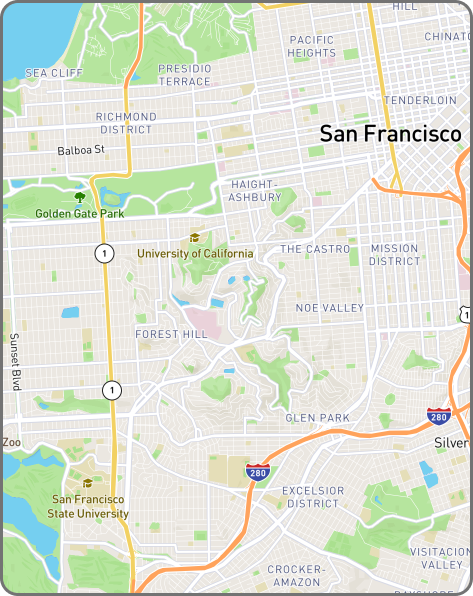 HILL
PACIFIC
HEIGHTS
CHINATO
SEA CLIFF
PRESIDIO
TERRACE
TENDERLOIN
RICHMOND
DISTRICT
San Francisco
Balboa St
HAIGHT-
ASHBURY
Golden Gate Park
University of California
THE CASTRO
MISSION
DISTRICT
1
NOE VALLEY
1
FOREST HILL
Sunset Blvd
1
GLEN PARK
280
Zoo
Silver
280
San Francisco
State University
EXCELSIOR
DISTRICT
VISITACION
VALLEY
CROCKER-
AMAZON
BAYSHORE